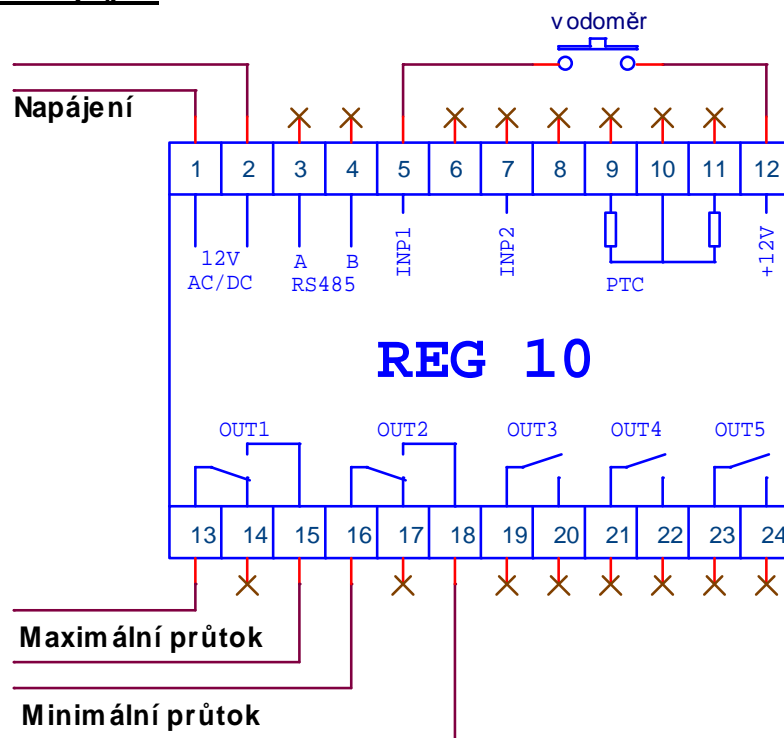 vodoměr
Napájení
1 2 3 4 5 6 7 8 9 10 11 12
12V
AC/DC
A B
RS485
INP1
INP2
PTC
+12V
REG 10
OUT1 OUT2 OUT3 OUT4 OUT5
13 14 15 16 17 18 19 20 21 22 23 24
Maximální průtok
Minimální průtok